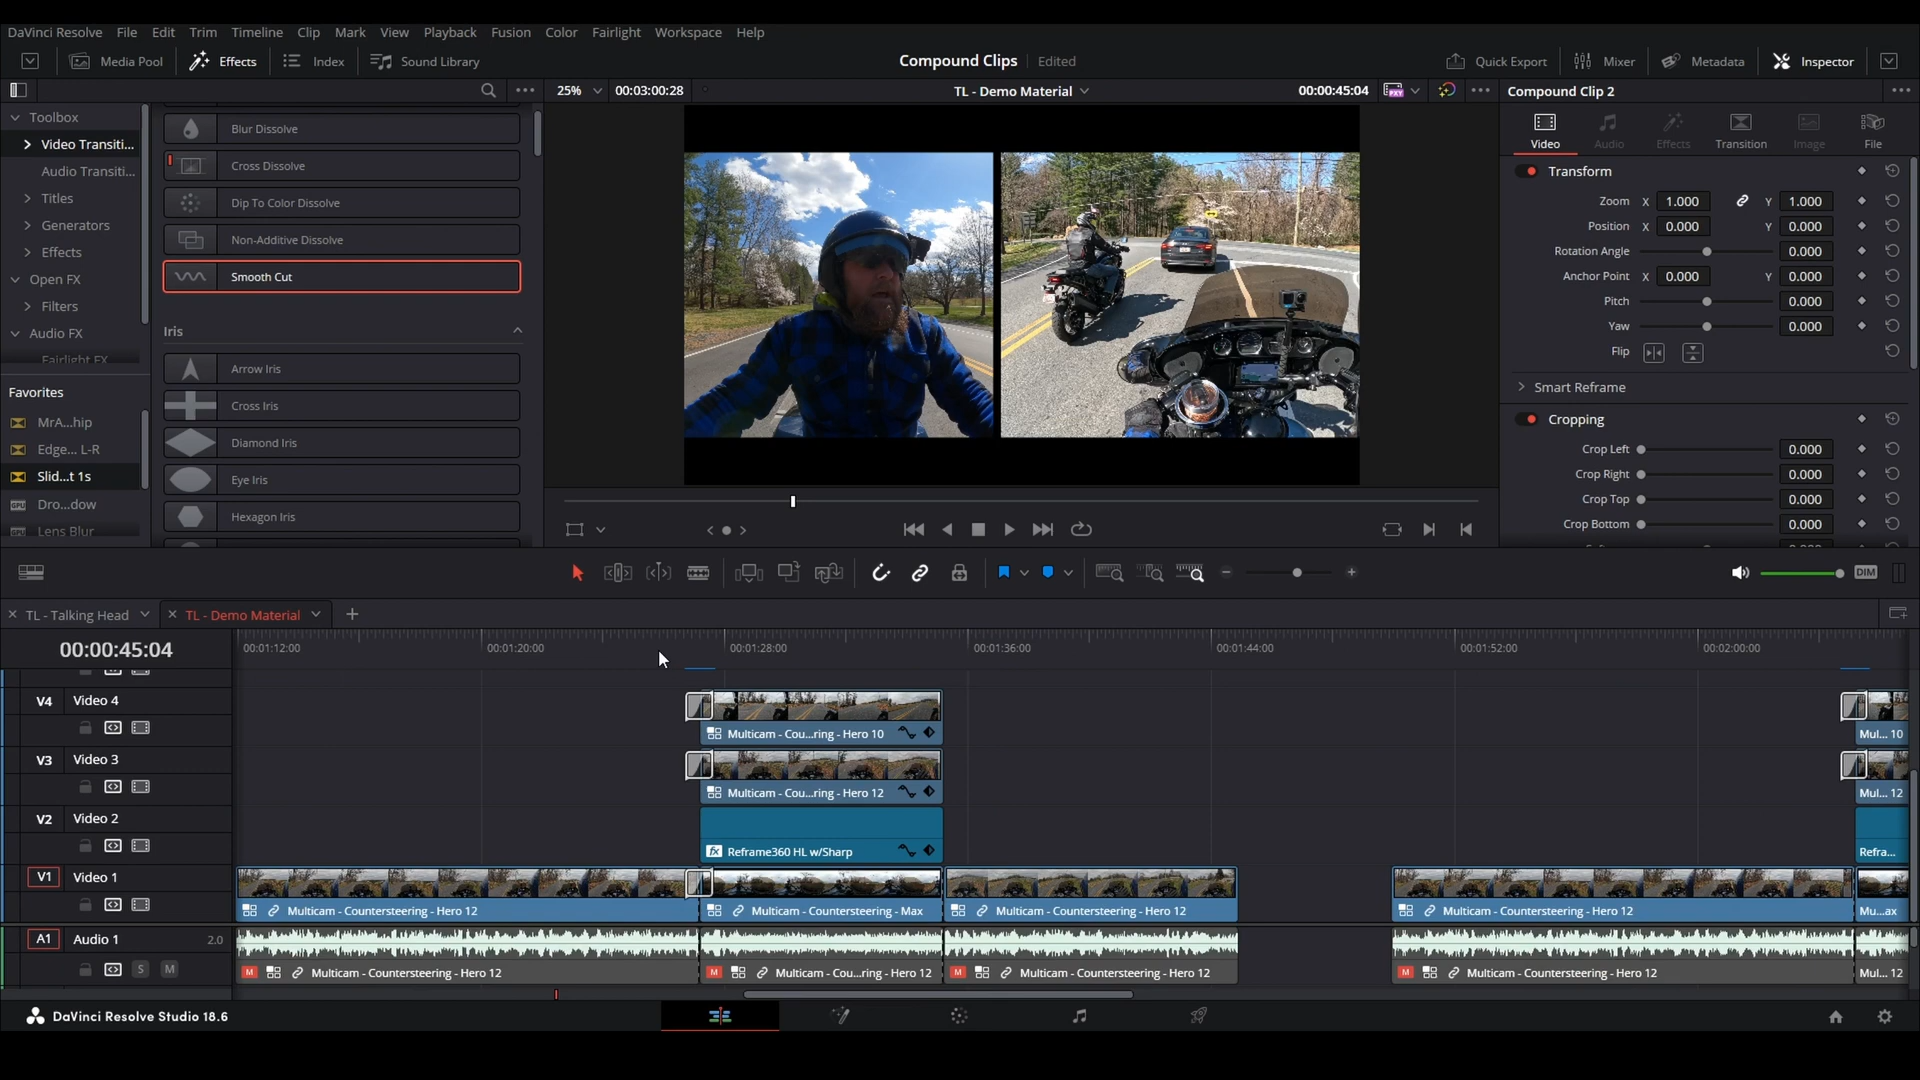 DaVinci Resolve File Edit Trim Timeline Clip Mark View Playback Fusion Color Fairlight Workspace Help
Media Pool Effects Index Sound Library Compound Clips Edited Quick Export Mixer Metadata Inspector
25% 00:03:00:28 TL - Demo Material 00:00:45:04 Compound Clip 2
Toolbox
Video Transiti...
Audio Transiti...
Titles
Generators
Effects
Open FX
Filters
Audio FX
Fairlight FX
Favorites
MrA...hip
Edge... L-R
Slid...t 1s
Dro...dow
Lens Blur
Blur Dissolve
Cross Dissolve
Dip To Color Dissolve
Non-Additive Dissolve
Smooth Cut
Iris
Arrow Iris
Cross Iris
Diamond Iris
Eye Iris
Hexagon Iris
Video Audio Effects Transition Image File
Transform
Zoom X 1.000 Y 1.000
Position X 0.000 Y 0.000
Rotation Angle 0.000
Anchor Point X 0.000 Y 0.000
Pitch 0.000
Yaw 0.000
Flip
Smart Reframe
Cropping
Crop Left 0.000
Crop Right 0.000
Crop Top 0.000
Crop Bottom 0.000
DIM
TL - Talking Head TL - Demo Material
00:00:45:04 00:01:12:00 00:01:20:00 00:01:28:00 00:01:36:00 00:01:44:00 00:01:52:00 00:02:00:00
V4 Video 4
Multicam - Cou...ring - Hero 10 Mul... 10
V3 Video 3
Multicam - Cou...ring - Hero 12 Mul... 12
V2 Video 2
fx Reframe360 HL w/Sharp Refra...
V1 Video 1
Multicam - Countersteering - Hero 12 Multicam - Countersteering - Max Multicam - Countersteering - Hero 12 Multicam - Countersteering - Hero 12 Mu...ax
A1 Audio 1 2.0
S M
M Multicam - Countersteering - Hero 12 M Multicam - Cou...ring - Hero 12 M Multicam - Countersteering - Hero 12 M Multicam - Countersteering - Hero 12 Mul... 12
DaVinci Resolve Studio 18.6